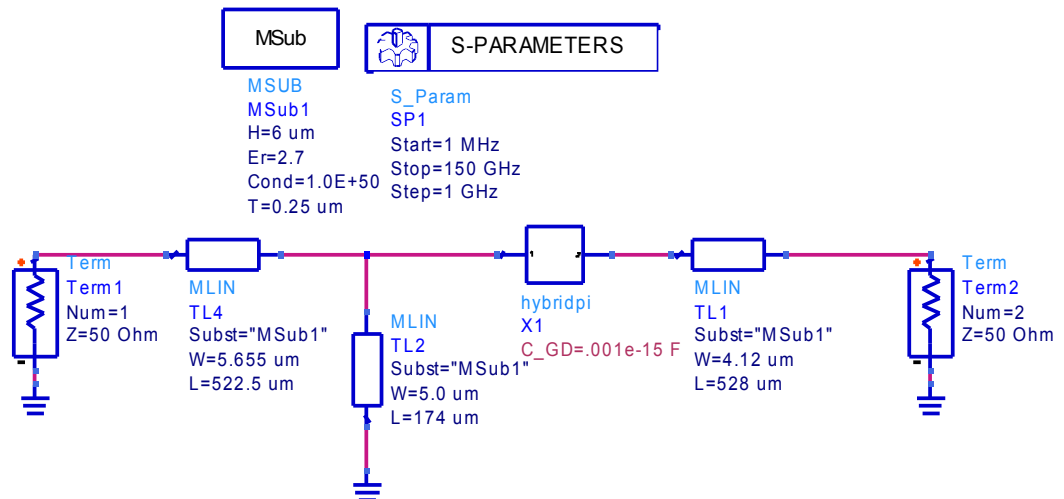 MSub
MSUB
MSub1
H=6 um
Er=2.7
Cond=1.0E+50
T=0.25 um
S-PARAMETERS
S_Param
SP1
Start=1 MHz
Stop=150 GHz
Step=1 GHz
Term
Term1
Num=1
Z=50 Ohm
MLIN
TL4
Subst="MSub1"
W=5.655 um
L=522.5 um
MLIN
TL2
Subst="MSub1"
W=5.0 um
L=174 um
1
hybridpi
X1
C_GD=.001e-15 F
MLIN
TL1
Subst="MSub1"
W=4.12 um
L=528 um
Term
Term2
Num=2
Z=50 Ohm